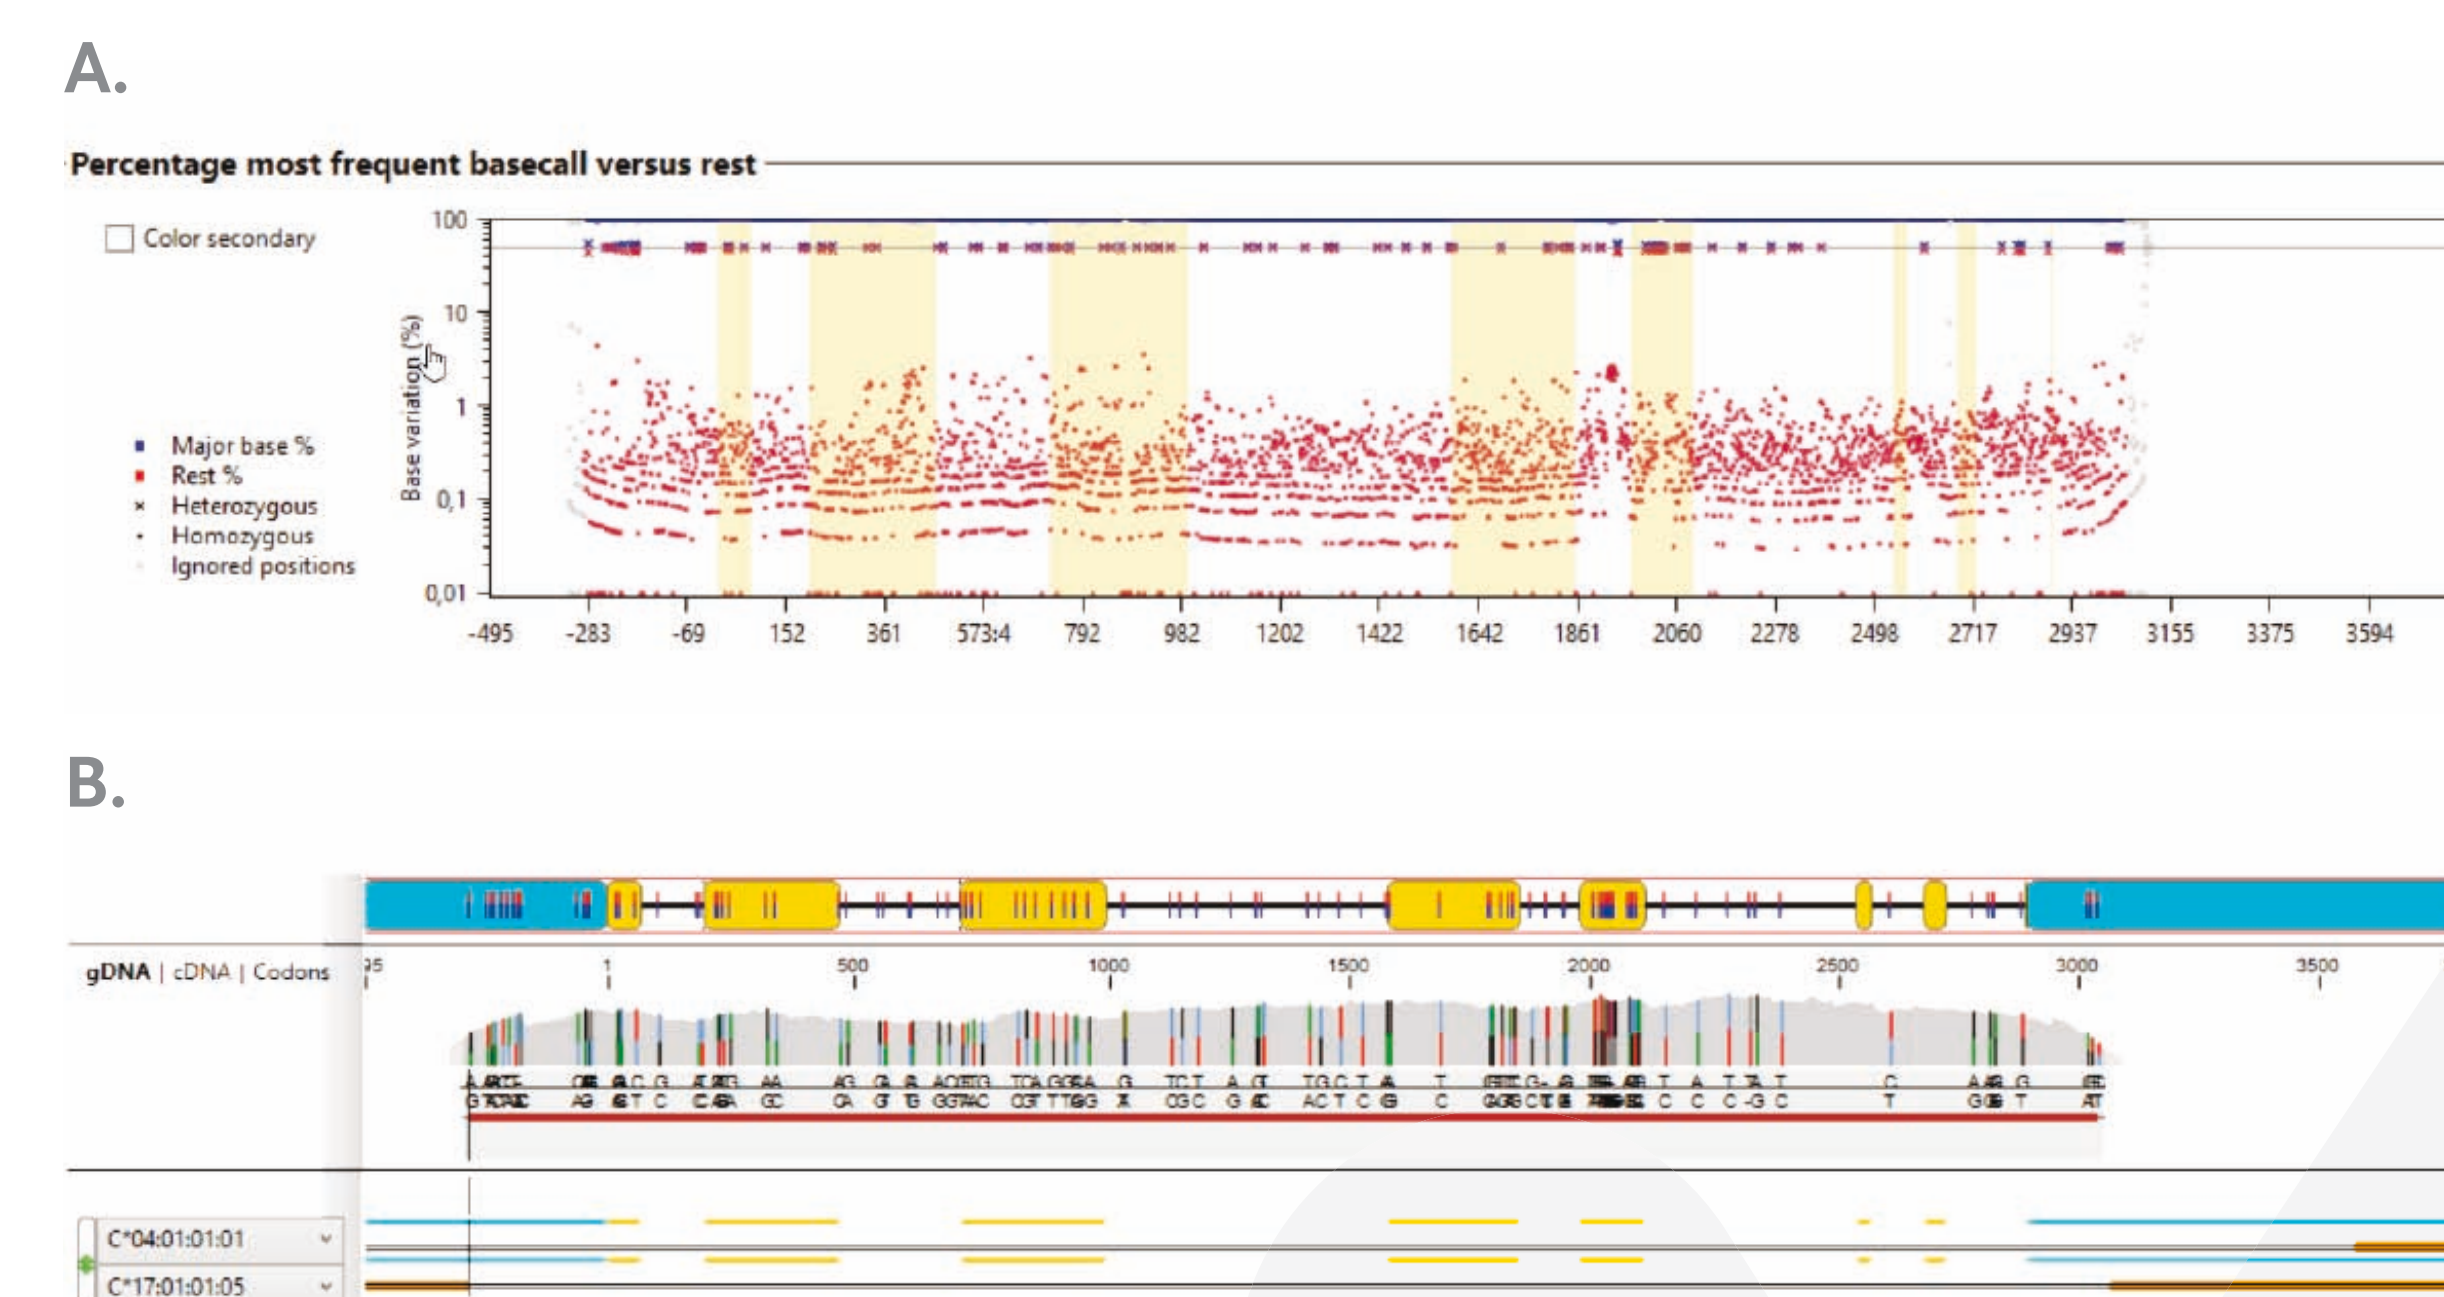 A.
Percentage most frequent basecall versus rest
Color secondary
Base variation (%)
100
10
1
0,1
0,01
Major base %
Rest %
Heterozygous
Homozygous
Ignored positions
-495 -283 -69 152 361 573:4 792 982 1202 1422 1642 1861 2060 2278 2498 2717 2937 3155 3375 3594
B.
gDNA | cDNA | Codons
95 1 500 1000 1500 2000 2500 3000 3500
C*04:01:01:01
C*17:01:01:05